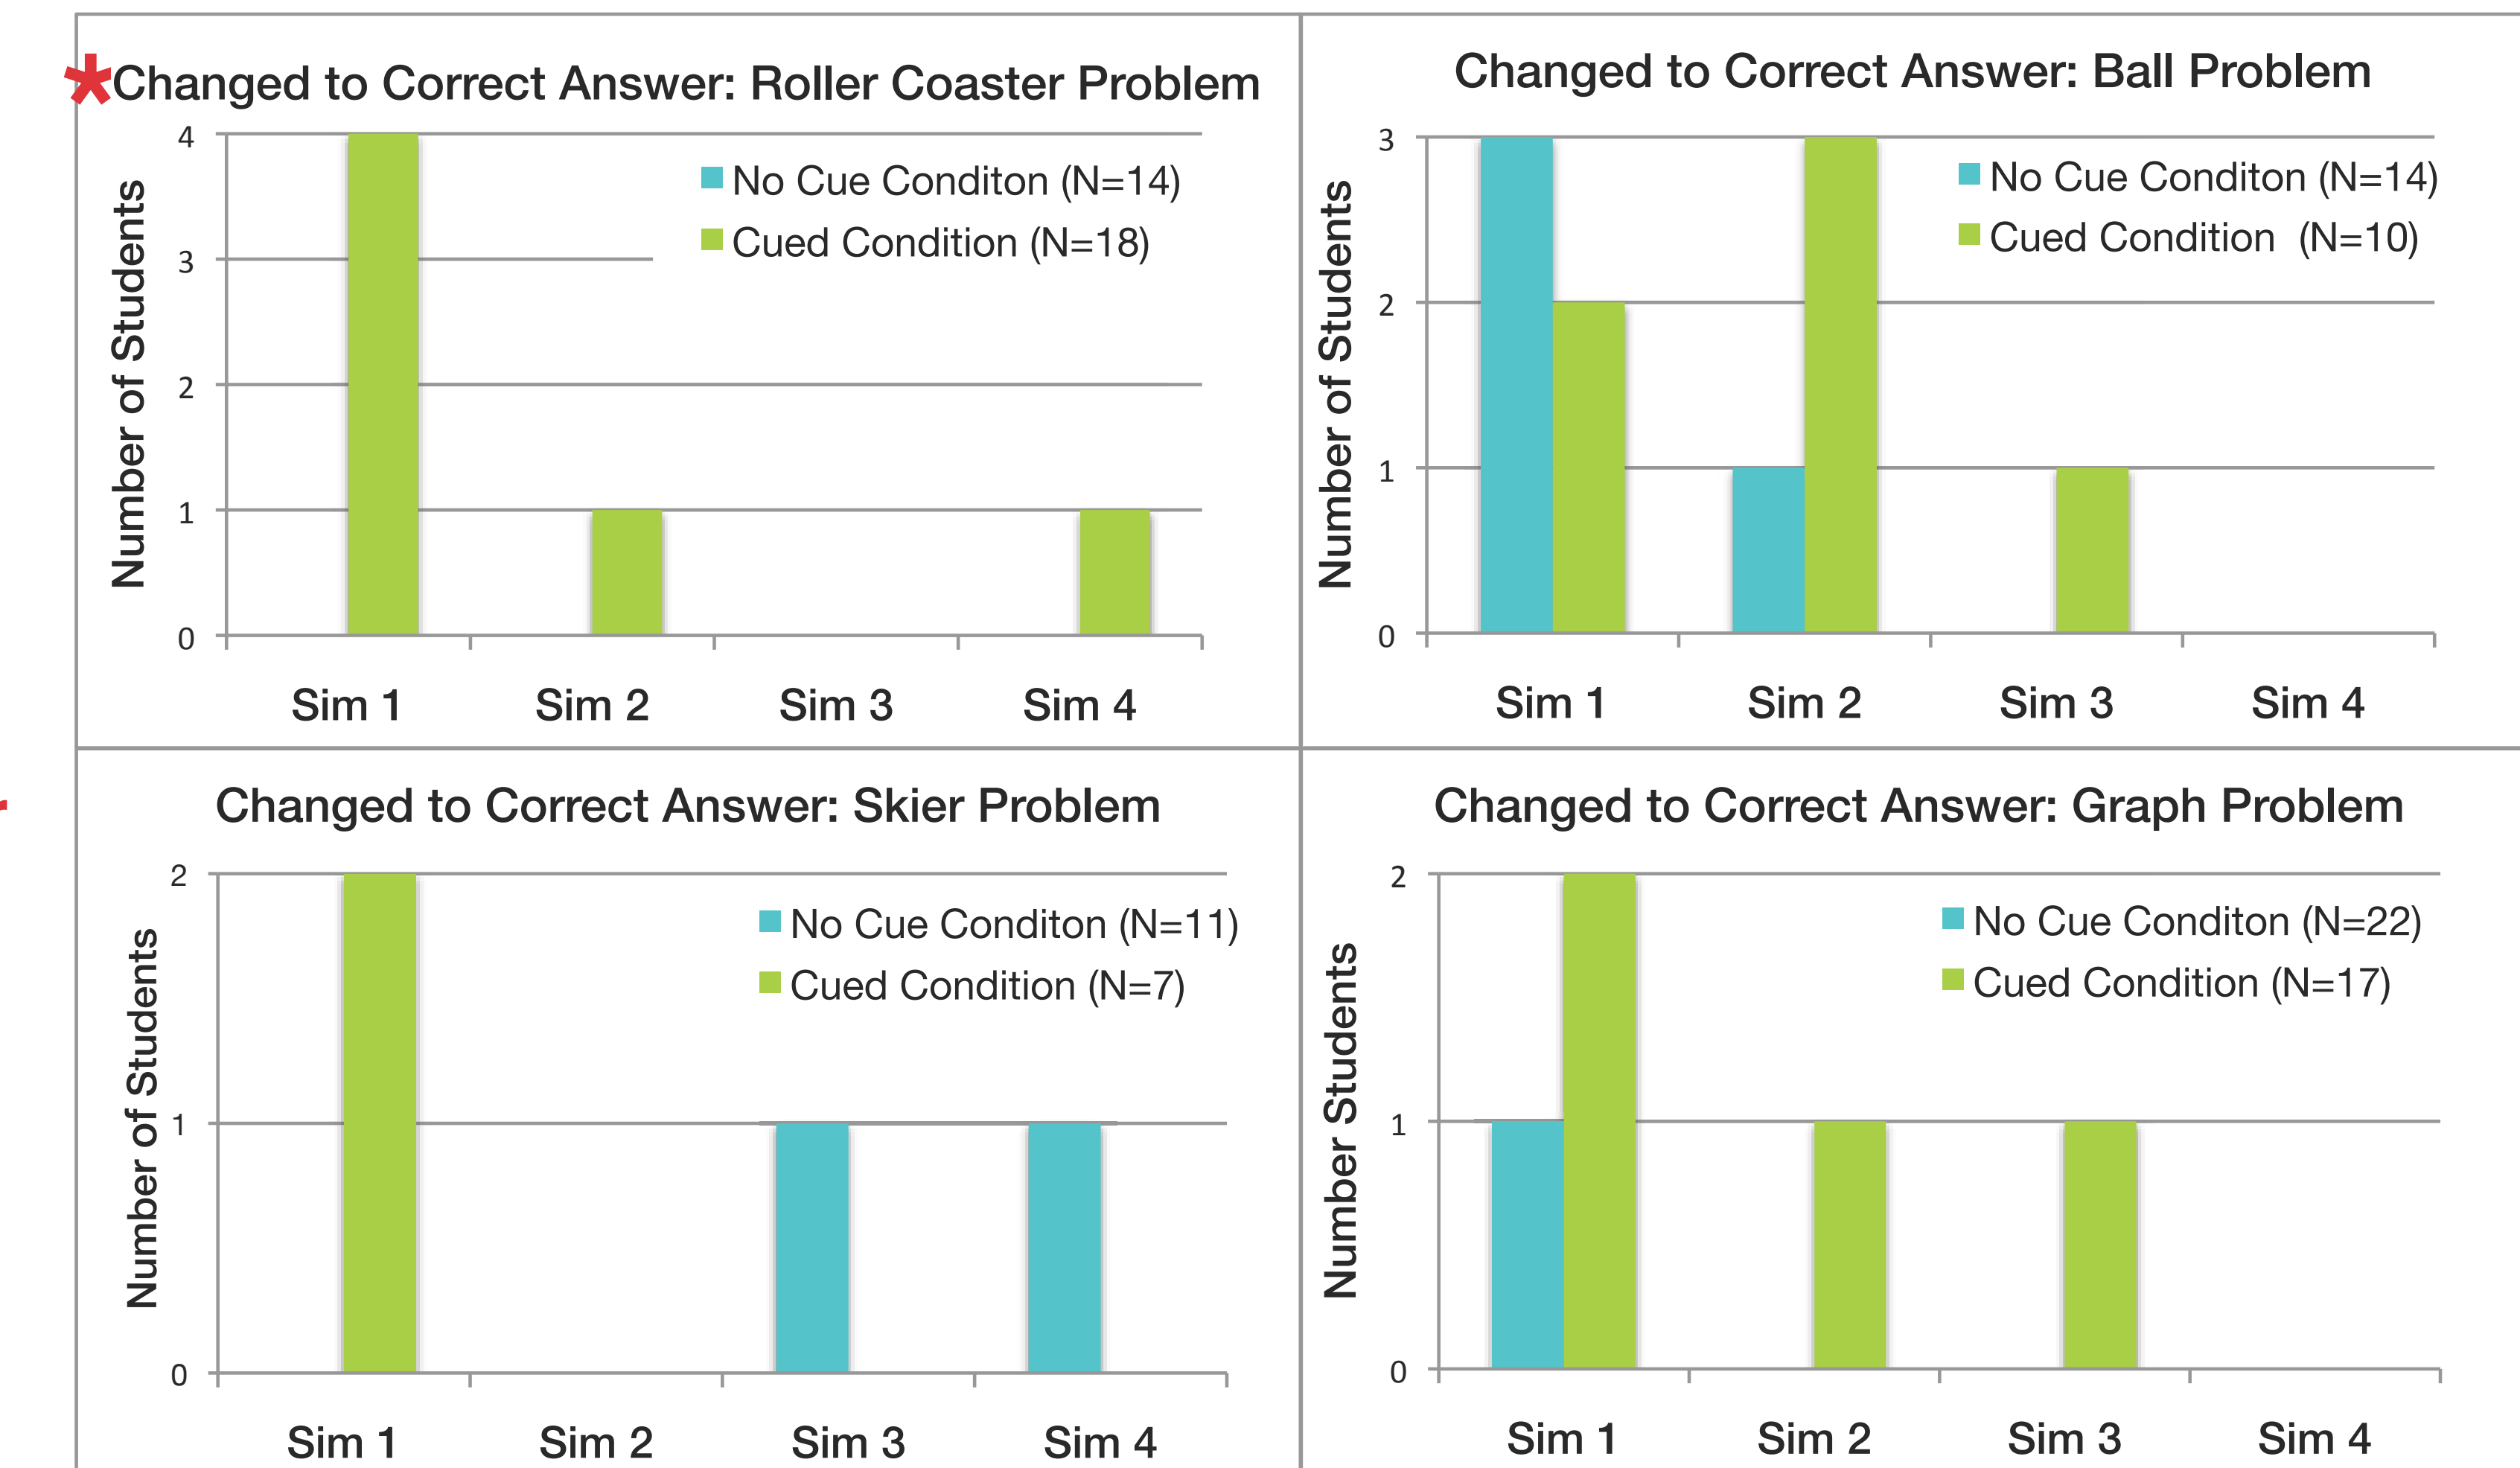 *Changed to Correct Answer: Roller Coaster Problem
4
3
2
1
0
Number of Students
No Cue Conditon (N=14)
Cued Condition (N=18)
Sim 1 Sim 2 Sim 3 Sim 4
Changed to Correct Answer: Ball Problem
3
2
1
0
Number of Students
No Cue Conditon (N=14)
Cued Condition (N=10)
Sim 1 Sim 2 Sim 3 Sim 4
Changed to Correct Answer: Skier Problem
2
1
0
Number of Students
No Cue Conditon (N=11)
Cued Condition (N=7)
Sim 1 Sim 2 Sim 3 Sim 4
Changed to Correct Answer: Graph Problem
2
1
0
Number Students
No Cue Conditon (N=22)
Cued Condition (N=17)
Sim 1 Sim 2 Sim 3 Sim 4